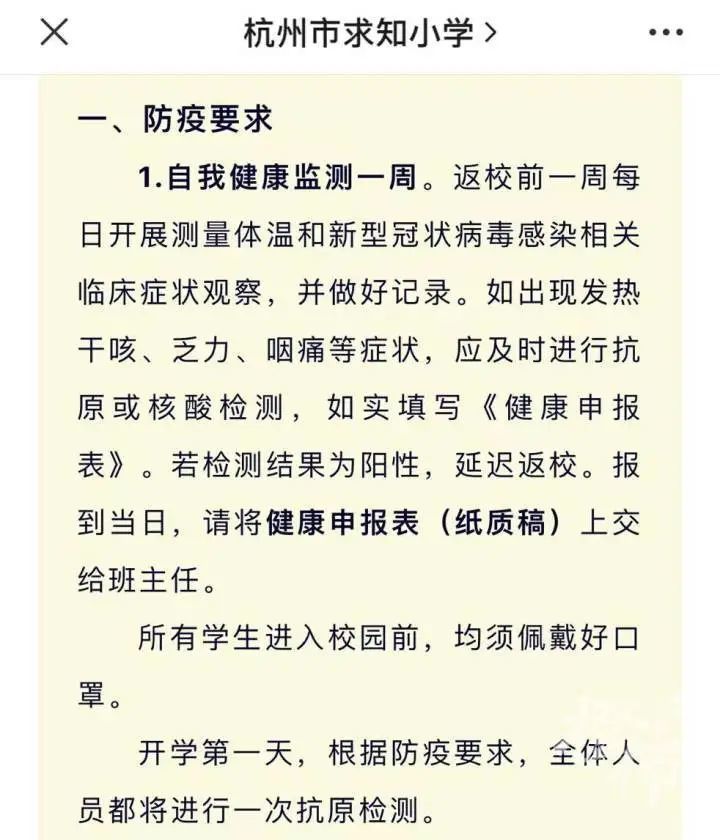 杭州市求知小学
一、防疫要求
1.自我健康监测一周。返校前一周每
日开展测量体温和新型冠状病毒感染相关
临床症状观察，并做好记录。如出现发热
干咳、乏力、咽痛等症状，应及时进行抗
原或核酸检测，如实填写《健康申报
表》。若检测结果为阳性，延迟返校。报
到当日，请将健康申报表（纸质稿）上交
给班主任。
所有学生进入校园前，均须佩戴好口
罩。
开学第一天，根据防疫要求，全体人
员都将进行一次抗原检测。